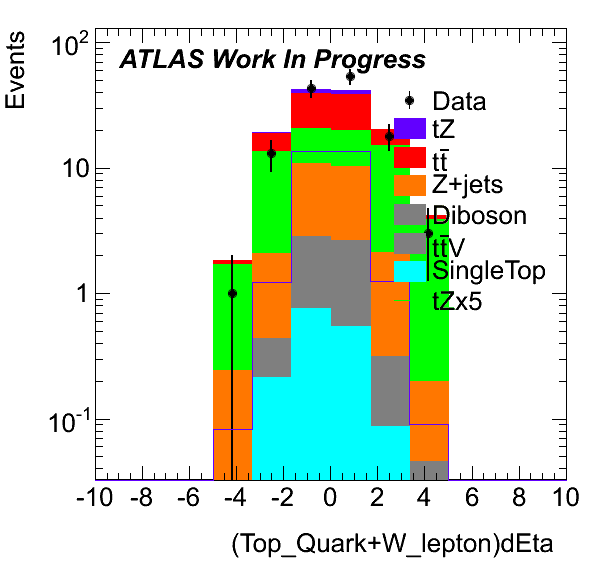 Events
10²
10
1
10⁻¹
ATLAS Work In Progress
Data
tZ
tt̄
Z+jets
Diboson
tt̄V
SingleTop
tZx5
-10 -8 -6 -4 -2 0 2 4 6 8 10
(Top_Quark+W_lepton)dEta